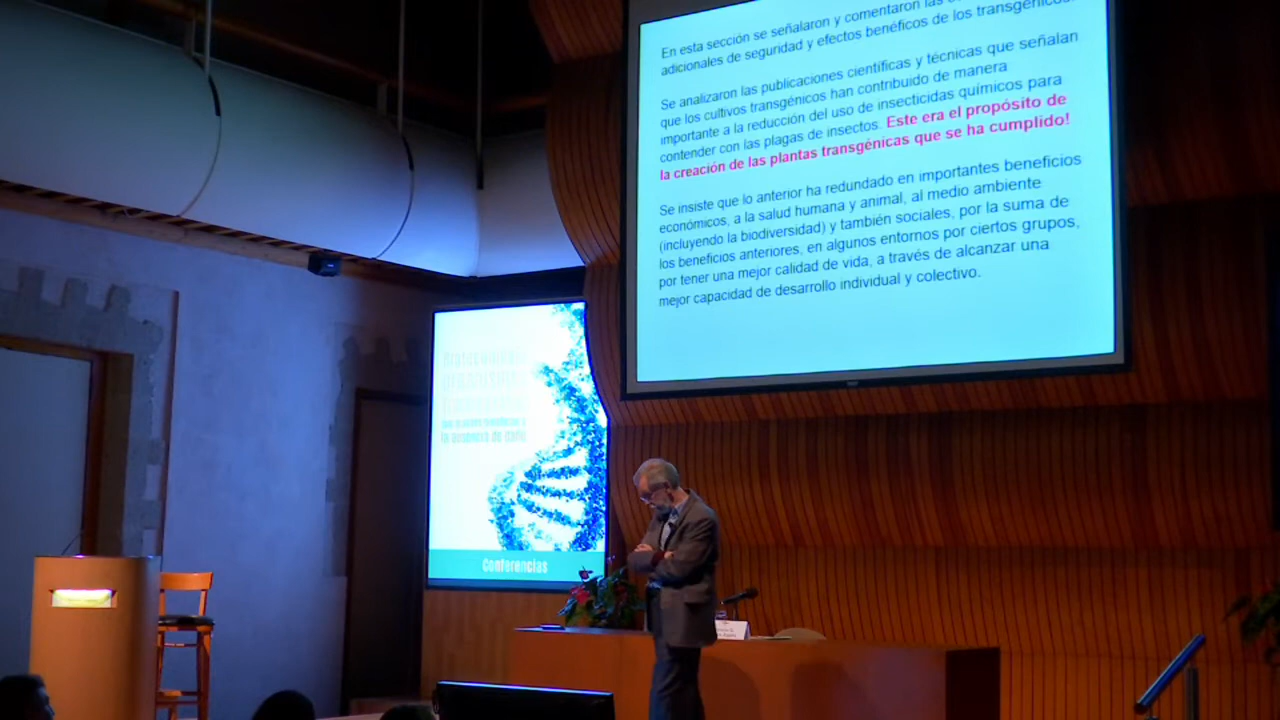 En esta sección se señalaron y comentaron las
adicionales de seguridad y efectos benéficos de los transgénicos.
Se analizaron las publicaciones científicas y técnicas que señalan
que los cultivos transgénicos han contribuido de manera
importante a la reducción del uso de insecticidas químicos para
contender con las plagas de insectos. Este era el propósito de
la creación de las plantas transgénicas que se ha cumplido!
Se insiste que lo anterior ha redundado en importantes beneficios
económicos, a la salud humana y animal, al medio ambiente
(incluyendo la biodiversidad) y también sociales, por la suma de
los beneficios anteriores, en algunos entornos por ciertos grupos,
por tener una mejor calidad de vida, a través de alcanzar una
mejor capacidad de desarrollo individual y colectivo.
la ausencia de daño
Conferencias